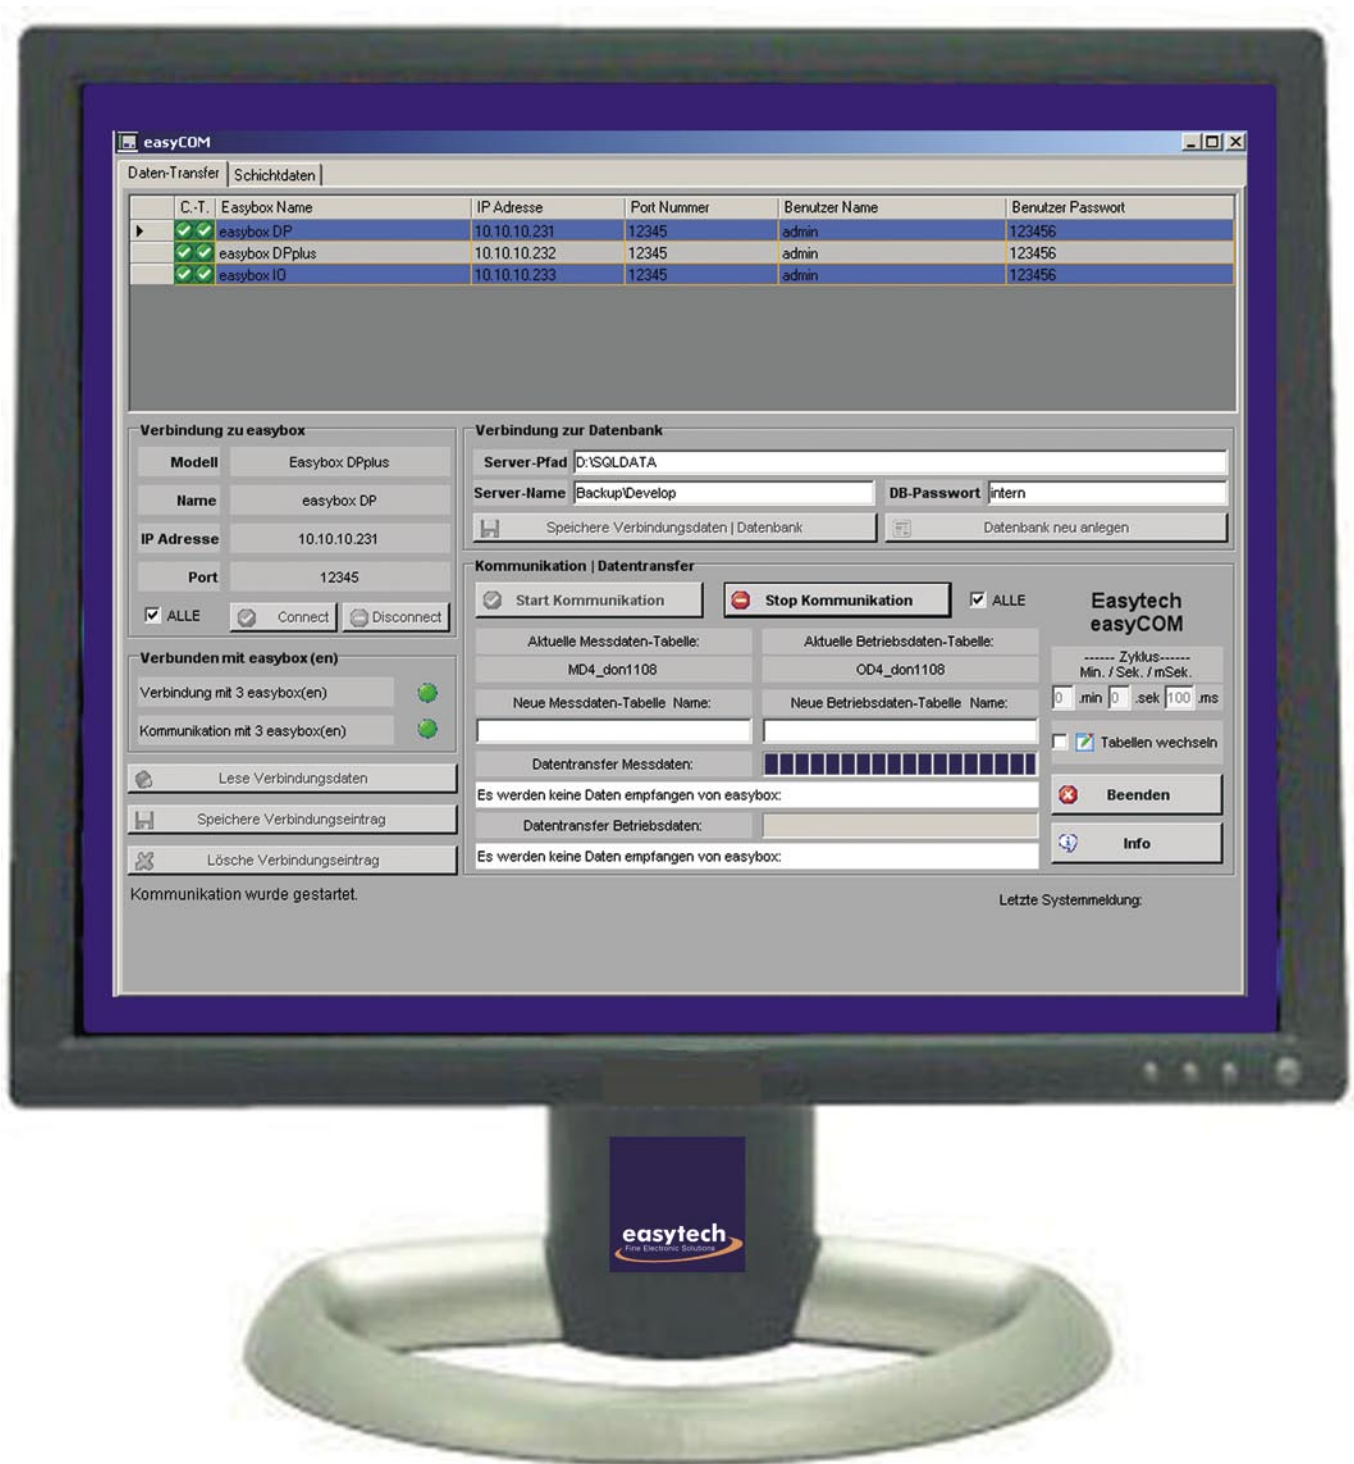 easyCOM
Daten-Transfer Schichtdaten
C.-T. Easybox Name IP Adresse Port Nummer Benutzer Name Benutzer Passwort
easybox DP 10.10.10.231 12345 admin 123456
easybox DPplus 10.10.10.232 12345 admin 123456
easybox IO 10.10.10.233 12345 admin 123456
Verbindung zu easybox
Modell Easybox DPplus
Name easybox DP
IP Adresse 10.10.10.231
Port 12345
ALLE Connect Disconnect
Verbunden mit easybox (en)
Verbindung mit 3 easybox(en)
Kommunikation mit 3 easybox(en)
Lese Verbindungsdaten
Speichere Verbindungseintrag
Lösche Verbindungseintrag
Kommunikation wurde gestartet.
Verbindung zur Datenbank
Server-Pfad D:\SQLDATA
Server-Name Backup\Develop DB-Passwort intern
Speichere Verbindungsdaten | Datenbank Datenbank neu anlegen
Kommunikation | Datentransfer
Start Kommunikation Stop Kommunikation ALLE
Aktuelle Messdaten-Tabelle: Aktuelle Betriebsdaten-Tabelle:
MD4_don1108 OD4_don1108
Neue Messdaten-Tabelle Name: Neue Betriebsdaten-Tabelle Name:
Datentransfer Messdaten:
Es werden keine Daten empfangen von easybox:
Datentransfer Betriebsdaten:
Es werden keine Daten empfangen von easybox:
Easytech
easyCOM
------ Zyklus------
Min. / Sek. / mSek.
0 .min 0 .sek 100 .ms
Tabellen wechseln
Beenden
Info
Letzte Systemmeldung:
easytech
Fine Electronic Solutions